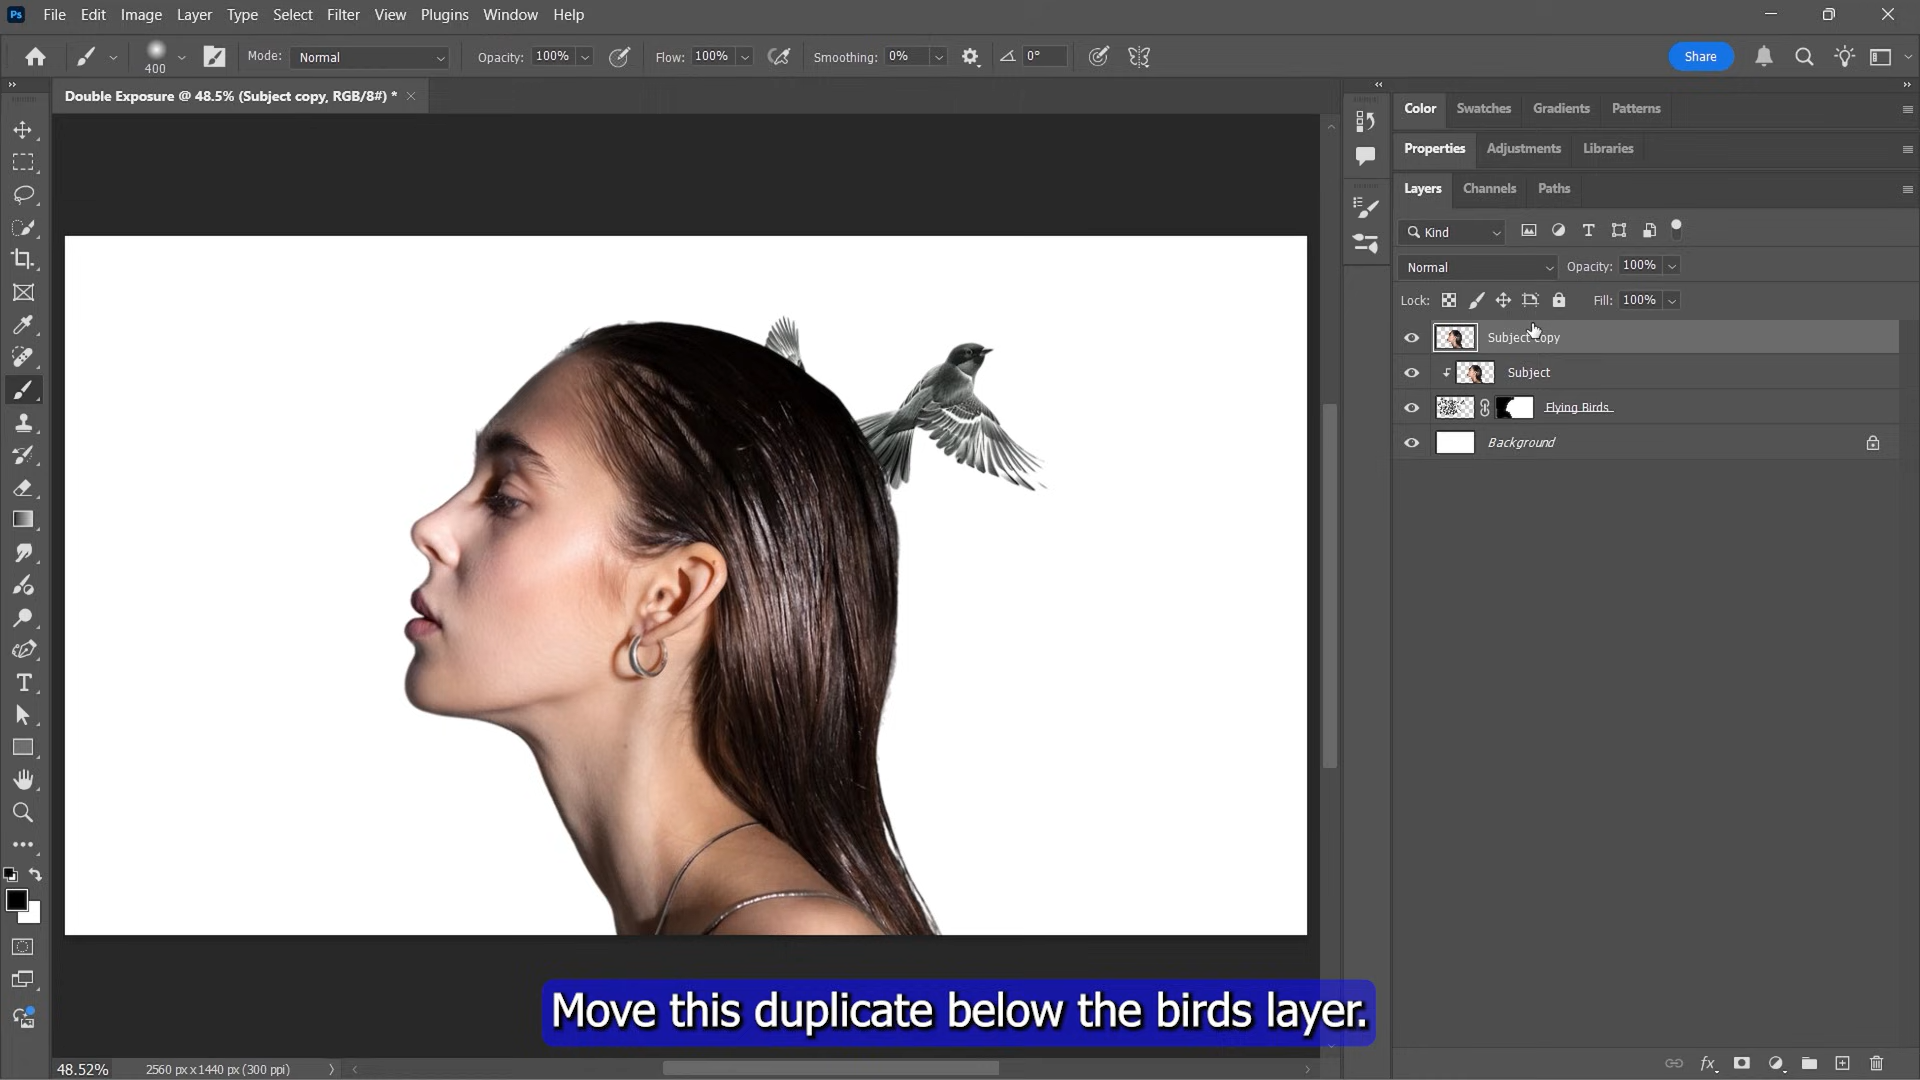 Ps File Edit Image Layer Type Select Filter View Plugins Window Help
400 Mode: Normal Opacity: 100% Flow: 100% Smoothing: 0% 0° Share
Double Exposure @ 48.5% (Subject copy, RGB/8#) *
Color Swatches Gradients Patterns
Properties Adjustments Libraries
Layers Channels Paths
Kind
Normal Opacity: 100%
Lock: Fill: 100%
Subject copy
Subject
Flying Birds
Background
Move this duplicate below the birds layer.
48.52% 2560 px x 1440 px (300 ppi)
fx